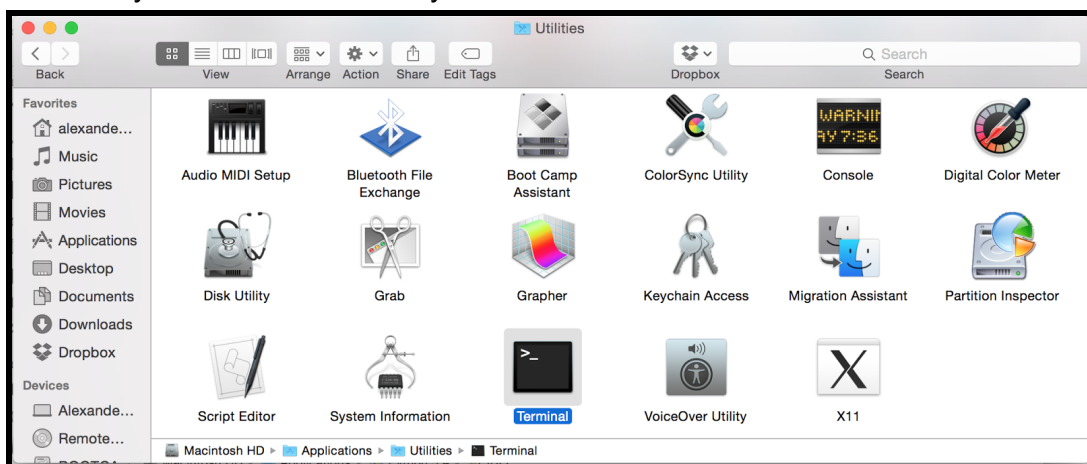 Utilities
Back
View
Arrange
Action
Share
Edit Tags
Dropbox
Search
Search
Favorites
alexande...
Music
Pictures
Movies
Applications
Desktop
Documents
Downloads
Dropbox
Devices
Alexande...
Remote...
Audio MIDI Setup
Bluetooth File
Exchange
Boot Camp
Assistant
ColorSync Utility
WARNIN
AY 7:36
Console
Digital Color Meter
Disk Utility
Grab
Grapher
Keychain Access
Migration Assistant
Partition Inspector
Script Editor
System Information
>_
Terminal
VoiceOver Utility
X
X11
Macintosh HD ▸ Applications ▸ Utilities ▸ Terminal